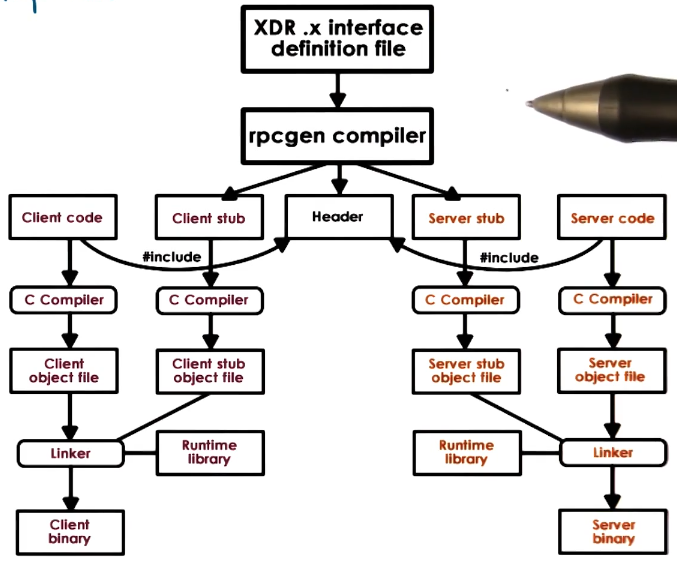 XDR .x interface
definition file
rpcgen compiler
Client code
Client stub
Header
Server stub
Server code
#include
#include
C Compiler
C Compiler
C Compiler
C Compiler
Client
object file
Client stub
object file
Server stub
object file
Server
object file
Linker
Runtime
library
Runtime
library
Linker
Client
binary
Server
binary